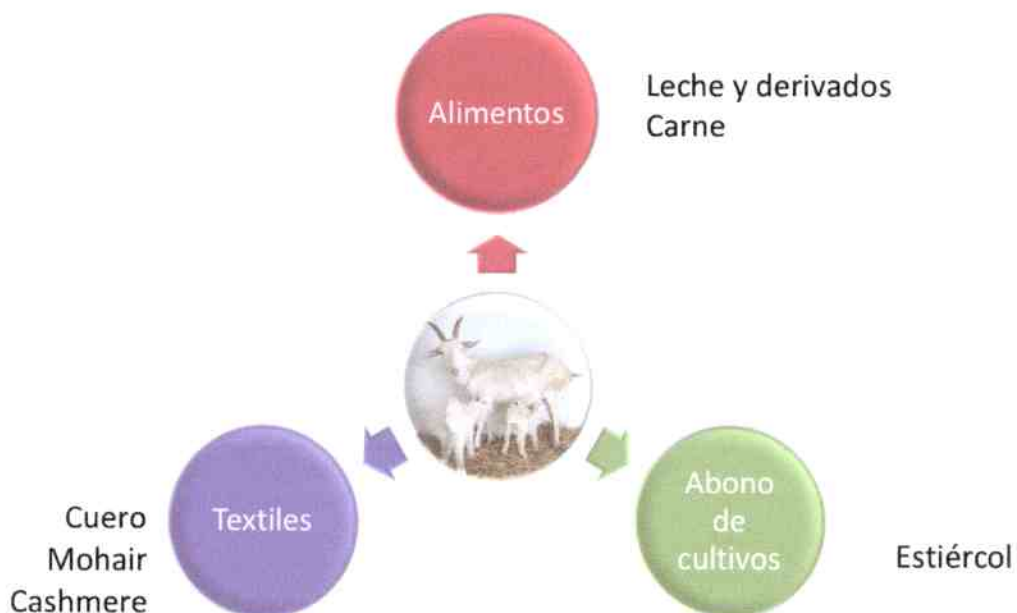 Alimentos
Leche y derivados
Carne
Textiles
Cuero
Mohair
Cashmere
Abono
de
cultivos
Estiércol